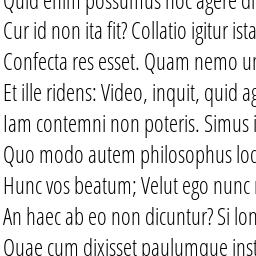 Quid enim possumus hoc agere di
Cur id non ita fit? Collatio igitur ista
Confecta res esset. Quam nemo
Et ille ridens: Video, inquit, quid ag
Iam contemni non poteris. Simus i
Quo modo autem philosophus loc
Hunc vos beatum; Velut ego nunc
An haec ab eo non dicuntur? Si lon
Quae cum dixisset paulumque inst